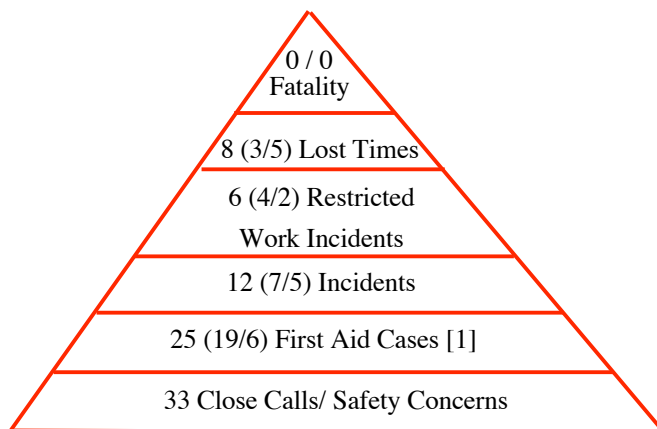 0 / 0
Fatality
8 (3/5) Lost Times
6 (4/2) Restricted
Work Incidents
12 (7/5) Incidents
25 (19/6) First Aid Cases [1]
33 Close Calls/ Safety Concerns